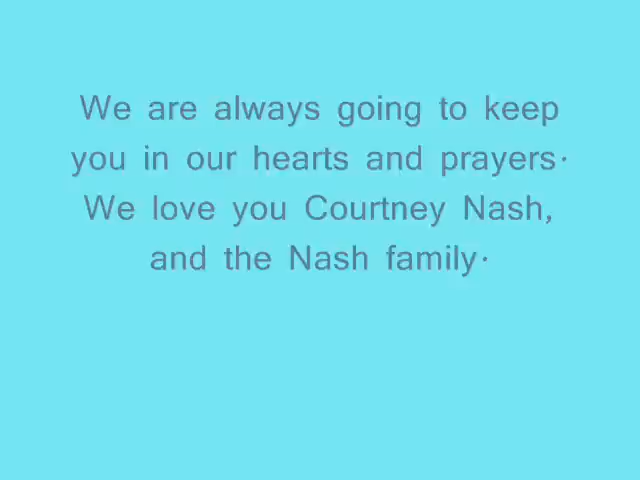 We are always going to keep
you in our hearts and prayers.
We love you Courtney Nash,
and the Nash family.